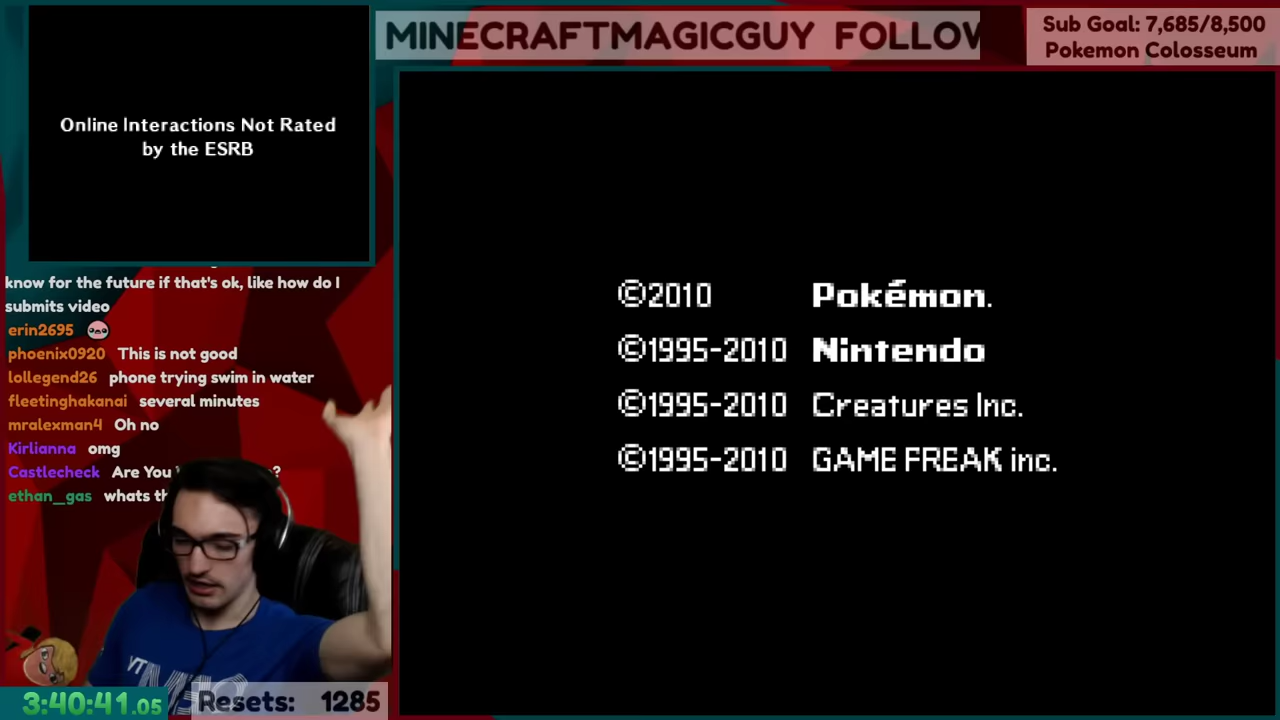 Online Interactions Not Rated
by the ESRB
MINECRAFTMAGICGUY FOLLOW
Sub Goal: 7,685/8,500
Pokemon Colosseum
know for the future if that's ok, like how do I
submits video
erin2695
phoenix0920 This is not good
lollegend26 phone trying swim in water
fleetinghakanai several minutes
mralexman4 Oh no
Kirlianna omg
Castlecheck Are You ?
ethan_gas whats
©2010 Pokémon.
©1995-2010 Nintendo
©1995-2010 Creatures Inc.
©1995-2010 GAME FREAK inc.
YT
3:40:41.05
Resets: 1285